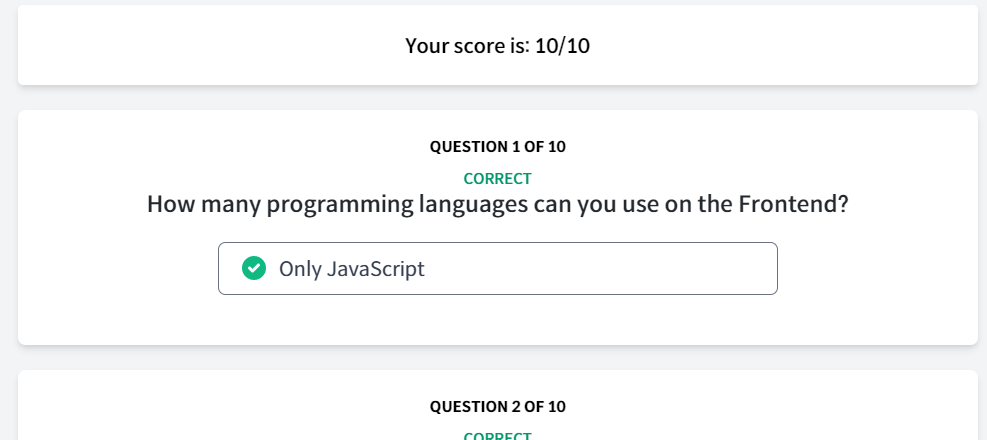 Your score is: 10/10
QUESTION 1 OF 10
CORRECT
How many programming languages can you use on the Frontend?
Only JavaScript
QUESTION 2 OF 10
CORRECT